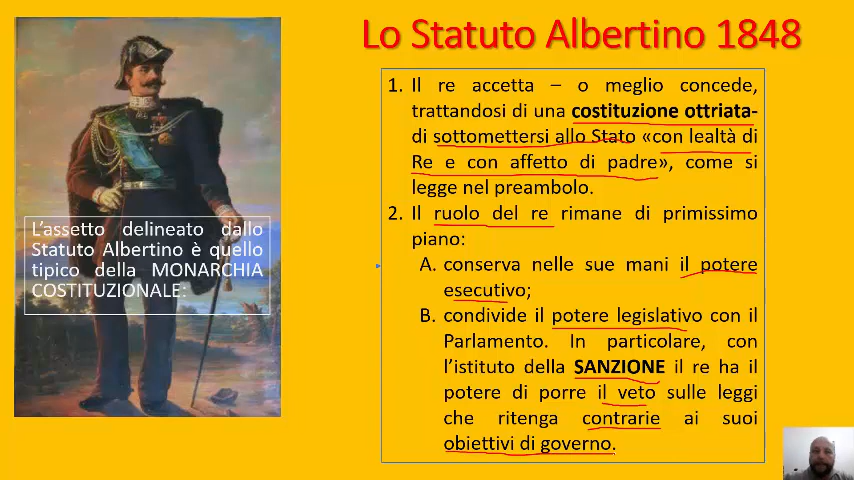 Lo Statuto Albertino 1848
L'assetto delineato dallo
Statuto Albertino è quello
tipico della MONARCHIA
COSTITUZIONALE:
1. Il re accetta – o meglio concede,
trattandosi di una costituzione ottriata-
di sottomettersi allo Stato «con lealtà di
Re e con affetto di padre», come si
legge nel preambolo.
2. Il ruolo del re rimane di primissimo
piano:
A. conserva nelle sue mani il potere
esecutivo;
B. condivide il potere legislativo con il
Parlamento. In particolare, con
l'istituto della SANZIONE il re ha il
potere di porre il veto sulle leggi
che ritenga contrarie ai suoi
obiettivi di governo.